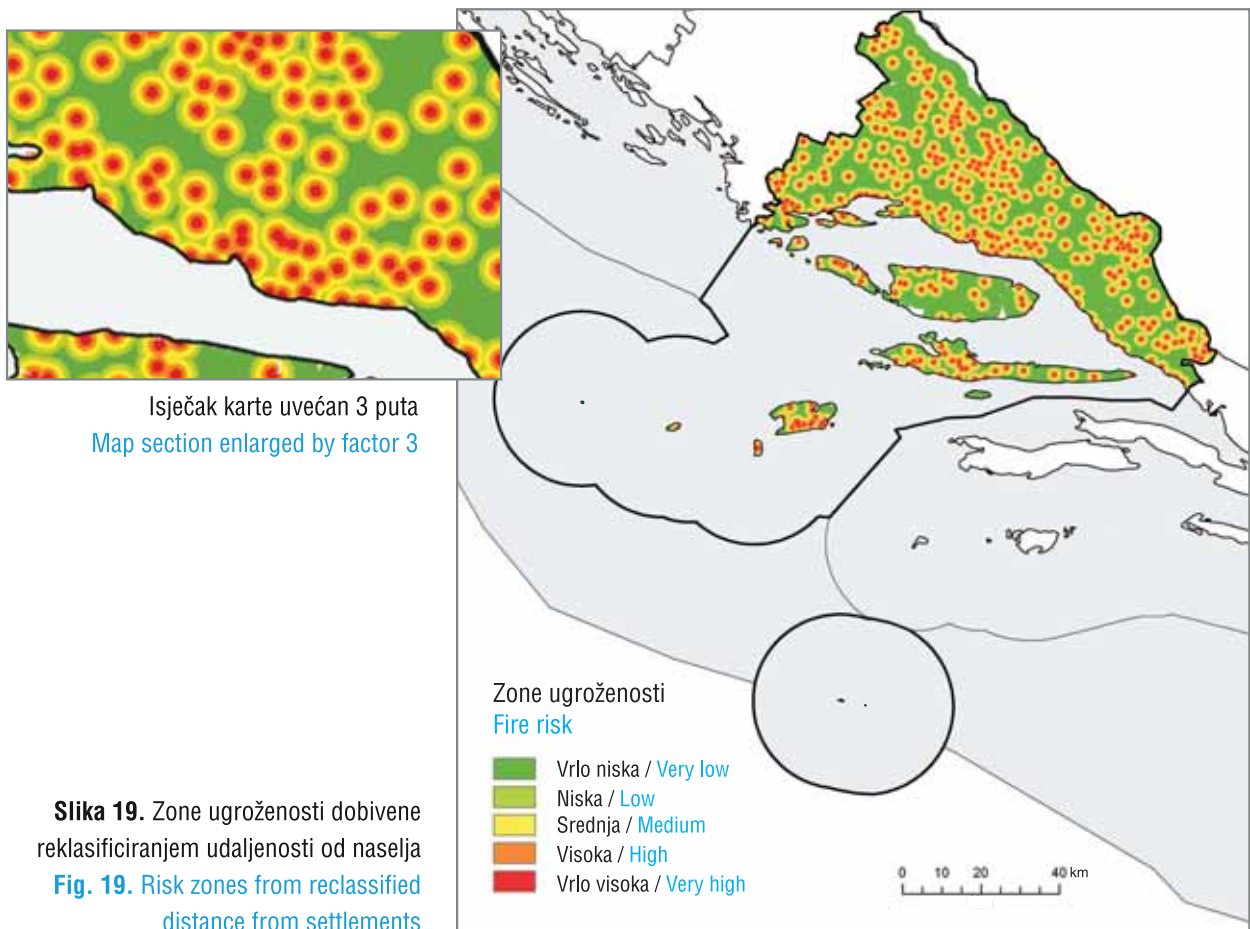 Isječak karte uvećan 3 puta
Map section enlarged by factor 3
Zone ugroženosti
Fire risk
Vrlo niska / Very low
Niska / Low
Srednja / Medium
Visoka / High
Vrlo visoka / Very high
0 10 20 40 km
Slika 19. Zone ugroženosti dobivene
reklasificiranjem udaljenosti od naselja
Fig. 19. Risk zones from reclassified
distance from settlements